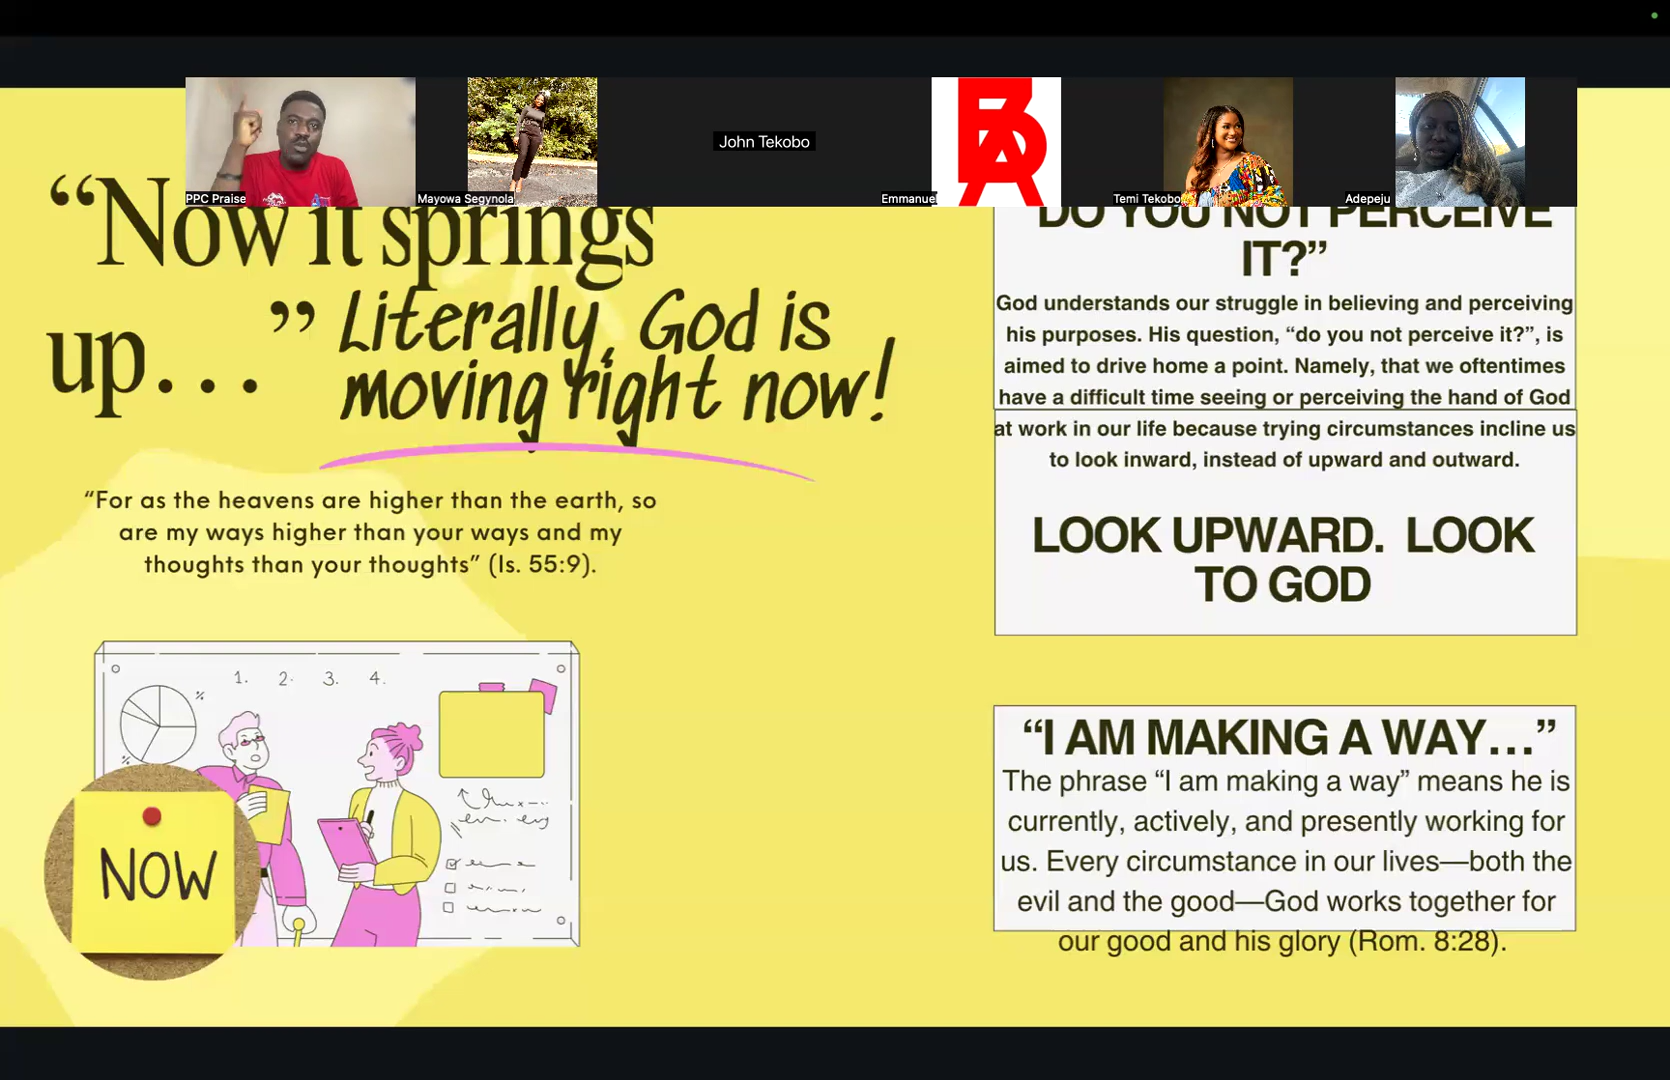 PPC Praise
Mayowa Segynola
John Tekobo
Emmanuel
Temi Tekobo
Adepeju
“Now it springs
up…”
Literally, God is
moving right now!
“For as the heavens are higher than the earth, so
are my ways higher than your ways and my
thoughts than your thoughts” (Is. 55:9).
1. 2. 3. 4.
%
%
NOW
“DO YOU NOT PERCEIVE
IT?”
God understands our struggle in believing and perceiving
his purposes. His question, “do you not perceive it?”, is
aimed to drive home a point. Namely, that we oftentimes
have a difficult time seeing or perceiving the hand of God
at work in our life because trying circumstances incline us
to look inward, instead of upward and outward.
LOOK UPWARD. LOOK
TO GOD
“I AM MAKING A WAY…”
The phrase “I am making a way” means he is
currently, actively, and presently working for
us. Every circumstance in our lives—both the
evil and the good—God works together for
our good and his glory (Rom. 8:28).